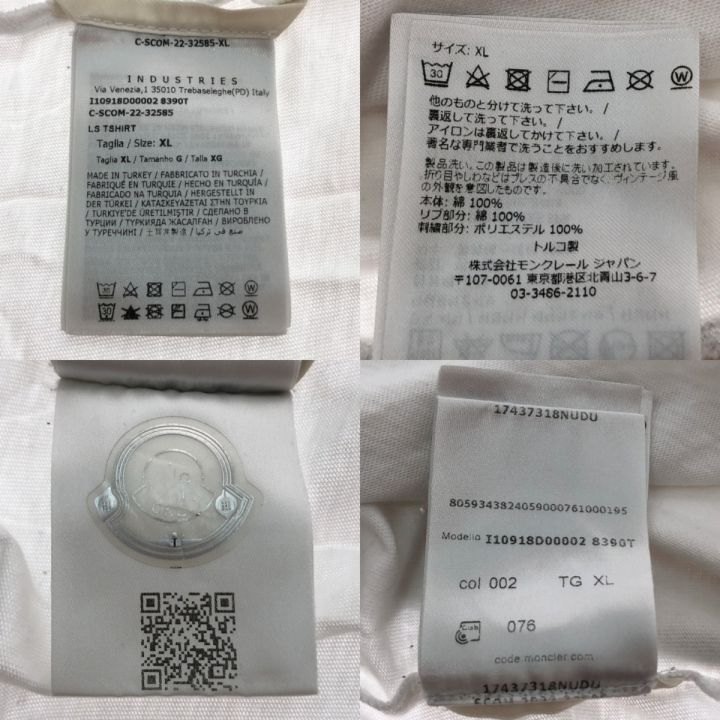 C-SCOM-22-32585-XL
INDUSTRIES
Via Venezia,1 35010 Trebaseleghe(PD) Italy
I10918D00002 8390T
C-SCOM-22-32585
LS TSHIRT
Taglia / Size: XL
Taglia XL / Tamanho G / Talla XG
MADE IN TURKEY / FABBRICATO IN TURCHIA /
FABRIQUÉ EN TURQUIE / HECHO EN TURQUÍA /
FABRICADO NA TURQUIA / HERGESTELLT IN
DER TÜRKEI / ΚΑΤΑΣΚΕΥΑΖΕΤΑΙ ΣΤΗΝ ΤΟΥΡΚΙΑ
/ TURKIYE'DE ÜRETILMIŞTIR / СДЕЛАНО В
ТУРЦИИ / ТУРКИЯДА ЖАСАЛҒАН / ВИРОБЛЕНО
У ТУРЕЧЧИНІ / 土耳其製造 / صنع في تركيا
30
サイズ: XL
30
W
他のものと分けて洗って下さい。/
裏返して洗って下さい。/
アイロンは裏返してかけて下さい。/
著名な専門業者で洗うことをおすすめします。
製品洗い。この製品は製造後に洗い加工されています。
折り目やしわなどはプレスの不具合でなく、ヴィンテージ風
の外観を意図したものです。
本体: 綿 100%
リブ部分: 綿 100%
刺繍部分: ポリエステル 100%
トルコ製
株式会社モンクレール ジャパン
〒107-0061 東京都港区北青山3-6-7
03-3486-2110
17437318NUDU
8059343824059000761000195
Modello I10918D00002 8390T
col 002 TG XL
076
code.moncler.com
17437318NUDU